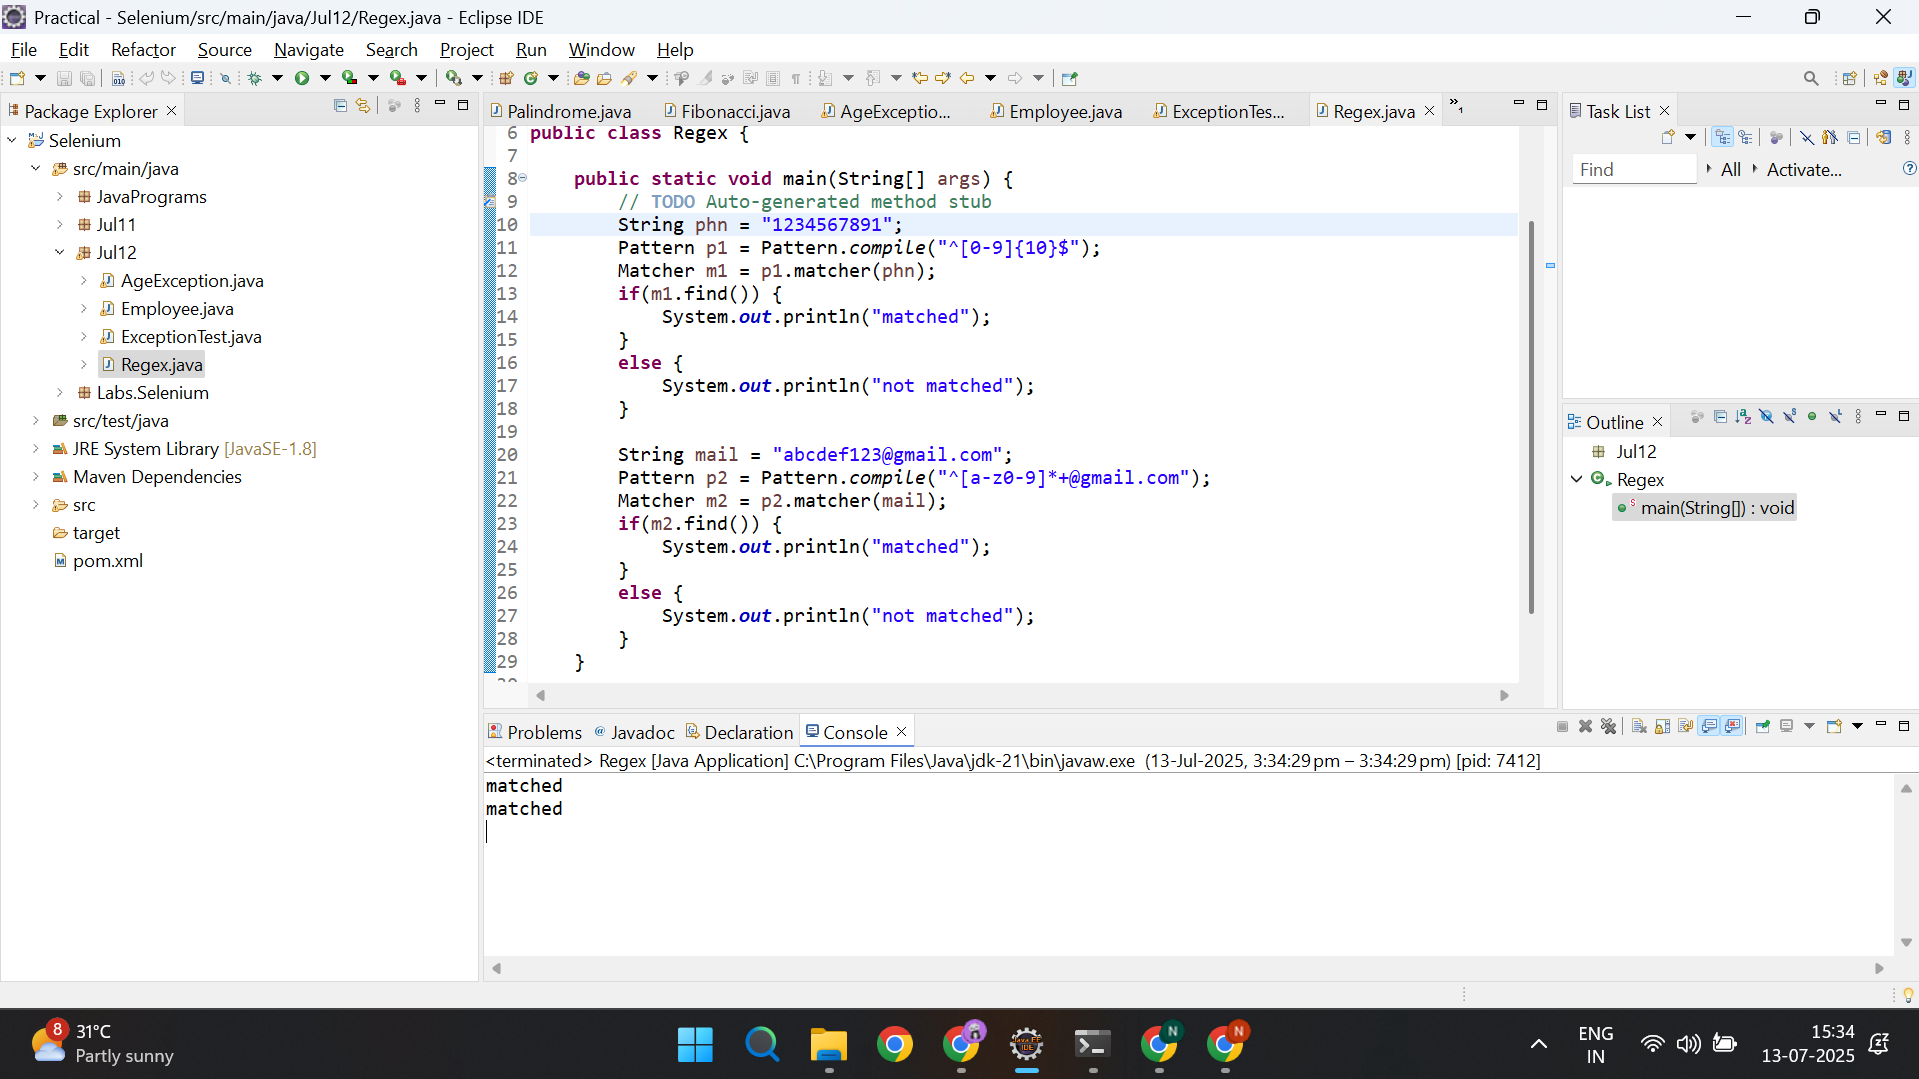 Practical - Selenium/src/main/java/Jul12/Regex.java - Eclipse IDE
File Edit Refactor Source Navigate Search Project Run Window Help
Package Explorer
Selenium
src/main/java
JavaPrograms
Jul11
Jul12
AgeException.java
Employee.java
ExceptionTest.java
Regex.java
Labs.Selenium
src/test/java
JRE System Library [JavaSE-1.8]
Maven Dependencies
src
target
pom.xml
Palindrome.java Fibonacci.java AgeExceptio... Employee.java ExceptionTes... Regex.java »1
6 public class Regex {
7
8 public static void main(String[] args) {
9 // TODO Auto-generated method stub
10 String phn = "1234567891";
11 Pattern p1 = Pattern.compile("^[0-9]{10}$");
12 Matcher m1 = p1.matcher(phn);
13 if(m1.find()) {
14 System.out.println("matched");
15 }
16 else {
17 System.out.println("not matched");
18 }
19
20 String mail = "abcdef123@gmail.com";
21 Pattern p2 = Pattern.compile("^[a-z0-9]*+@gmail.com");
22 Matcher m2 = p2.matcher(mail);
23 if(m2.find()) {
24 System.out.println("matched");
25 }
26 else {
27 System.out.println("not matched");
28 }
29 }
Task List
Find All Activate...
Outline
Jul12
Regex
main(String[]) : void
Problems Javadoc Declaration Console
<terminated> Regex [Java Application] C:\Program Files\Java\jdk-21\bin\javaw.exe (13-Jul-2025, 3:34:29 pm – 3:34:29 pm) [pid: 7412]
matched
matched
8
31°C
Partly sunny
N
N
ENG
IN
15:34
13-07-2025